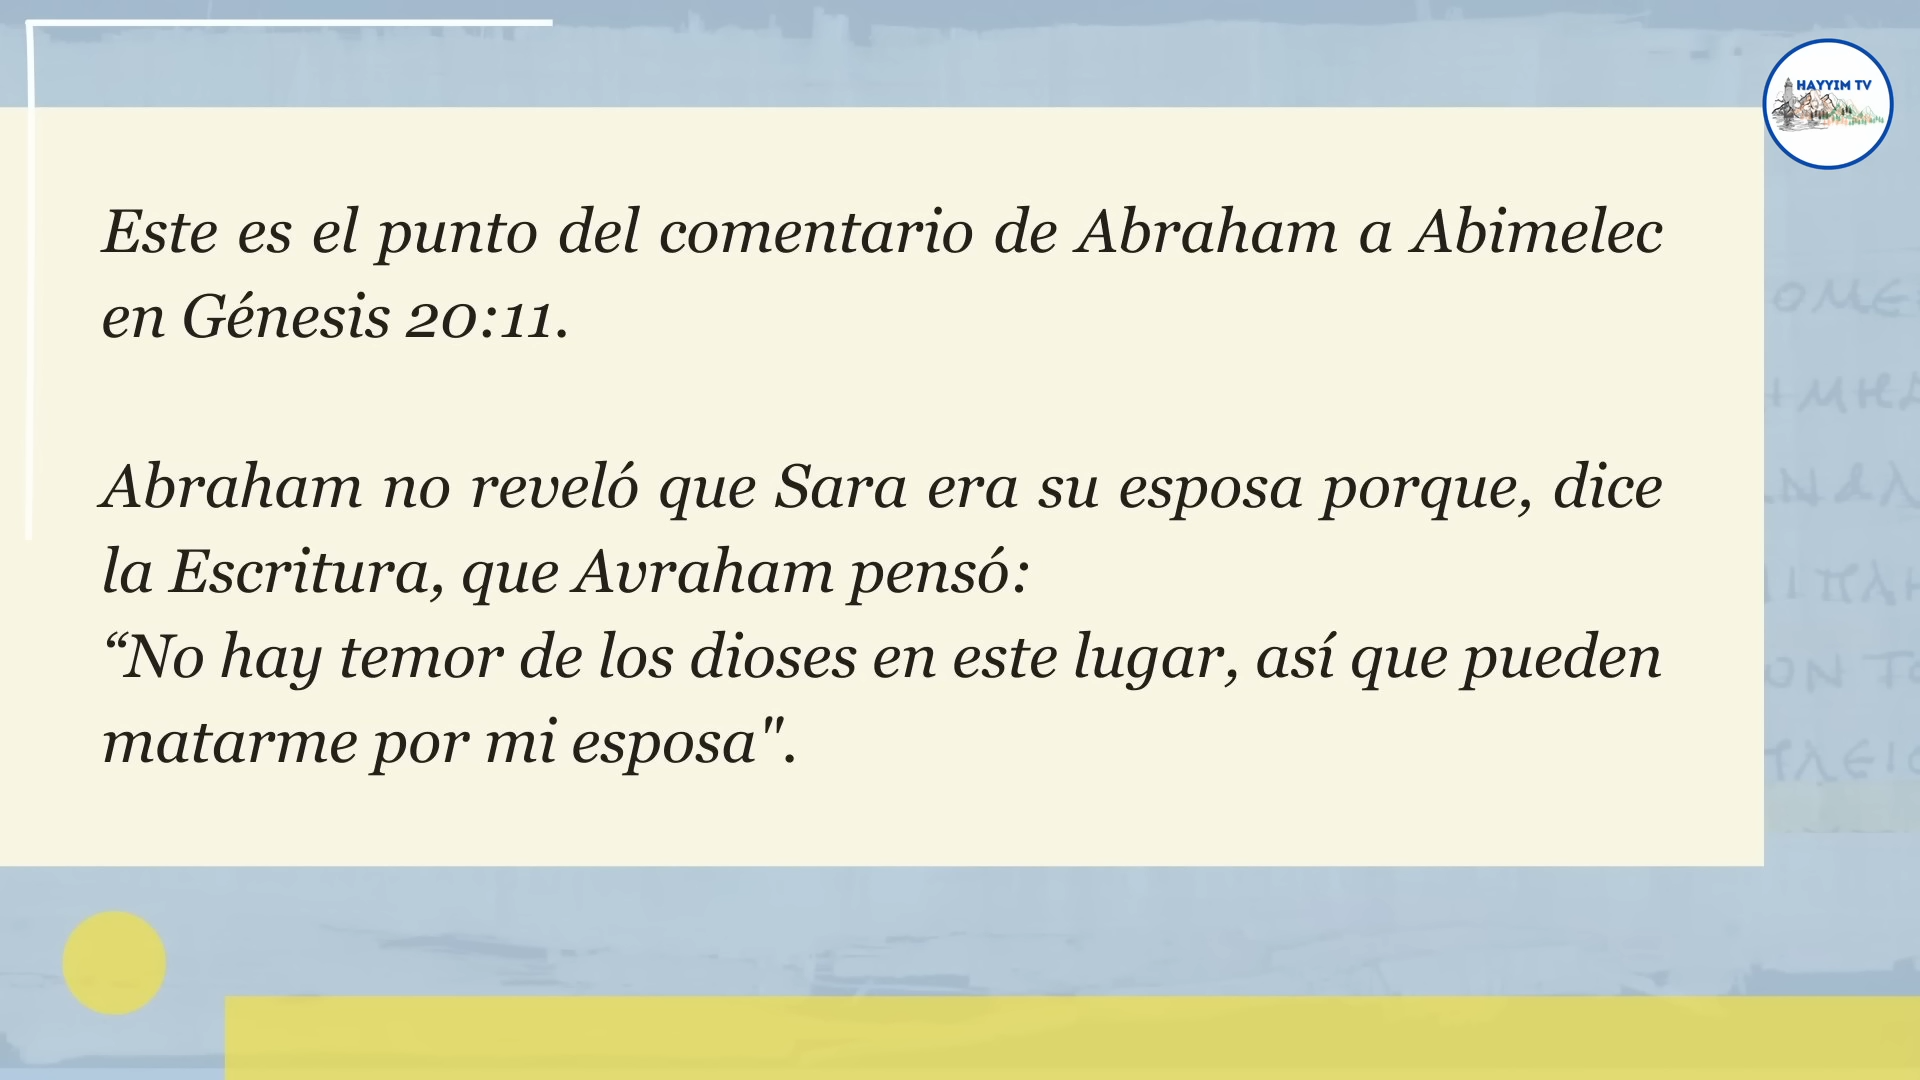 HAYYIM TV
Este es el punto del comentario de Abraham a Abimelec
en Génesis 20:11.
Abraham no reveló que Sara era su esposa porque, dice
la Escritura, que Avraham pensó:
“No hay temor de los dioses en este lugar, así que pueden
matarme por mi esposa".